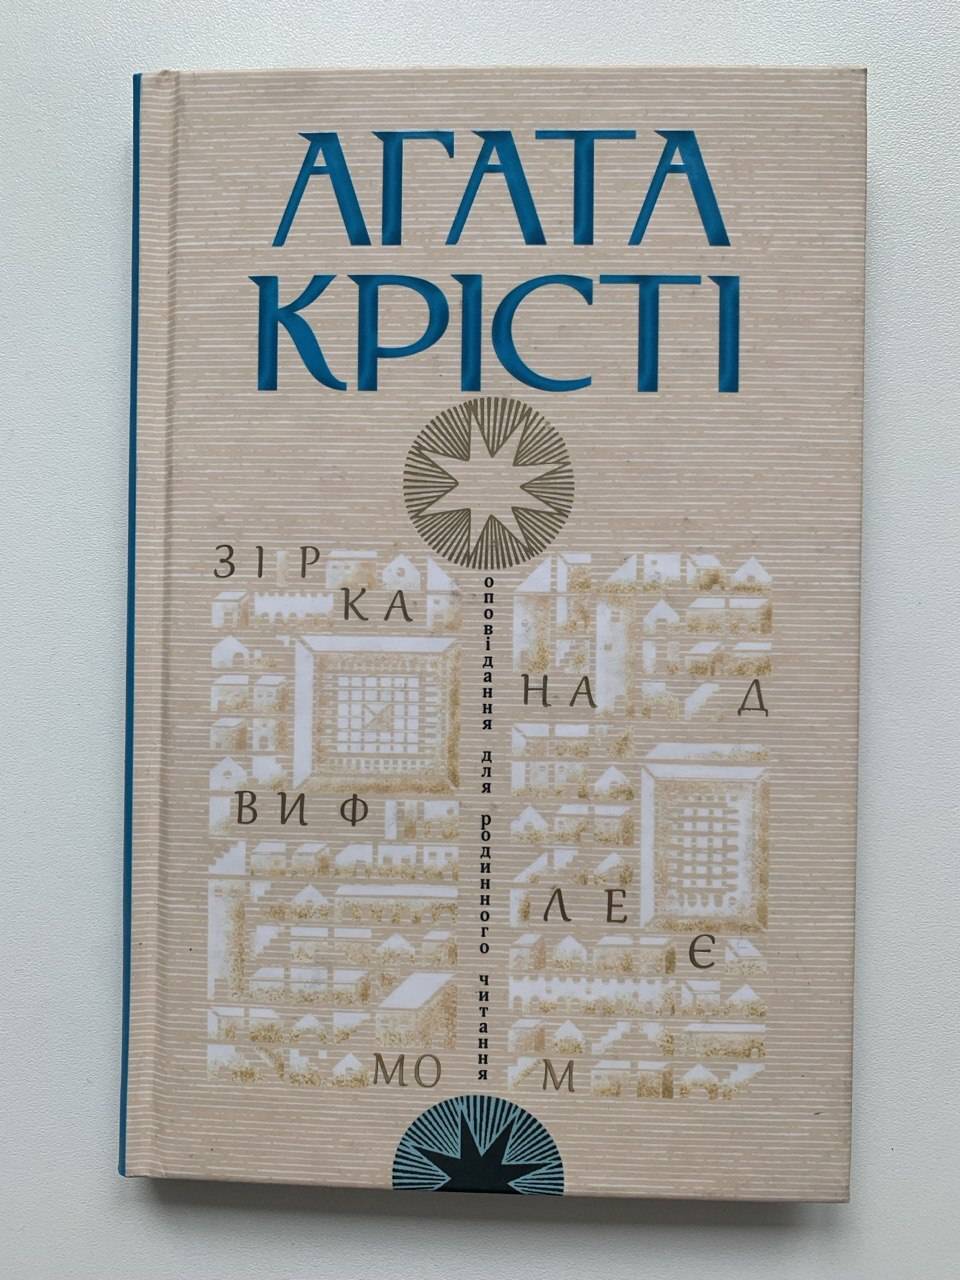 АГАТА
КРІСТІ
ЗІР
КА
НА Д
ВИФ
ЛЕ
Є
МО М
оповідання для родинного читання